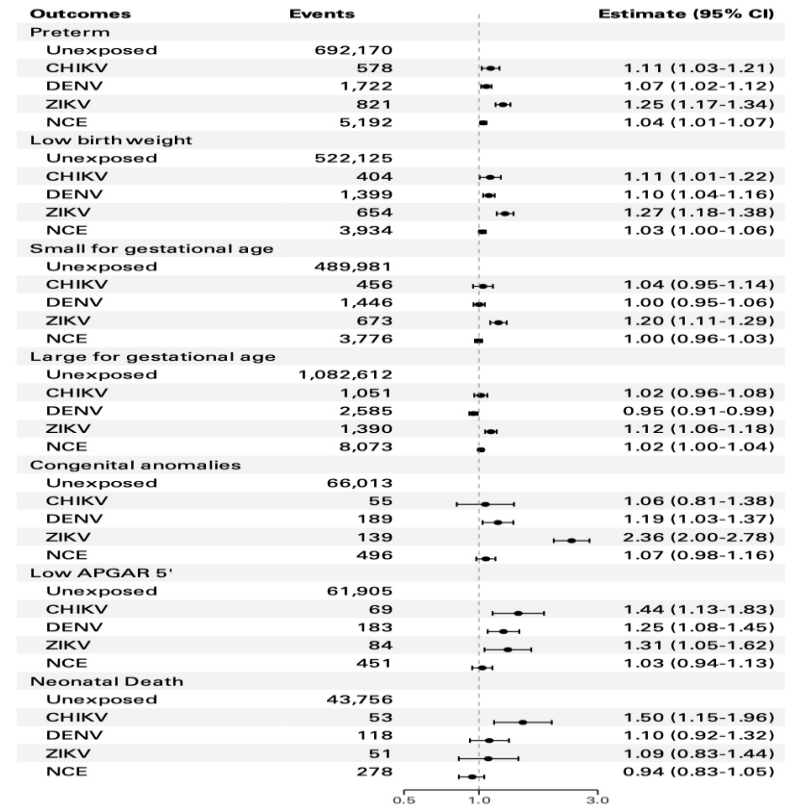 Outcomes Events Estimate (95% CI)
Preterm
Unexposed 692,170
CHIKV 578 1.11 (1.03-1.21)
DENV 1,722 1.07 (1.02-1.12)
ZIKV 821 1.25 (1.17-1.34)
NCE 5,192 1.04 (1.01-1.07)
Low birth weight
Unexposed 522,125
CHIKV 404 1.11 (1.01-1.22)
DENV 1,399 1.10 (1.04-1.16)
ZIKV 654 1.27 (1.18-1.38)
NCE 3,934 1.03 (1.00-1.06)
Small for gestational age
Unexposed 489,981
CHIKV 456 1.04 (0.95-1.14)
DENV 1,446 1.00 (0.95-1.06)
ZIKV 673 1.20 (1.11-1.29)
NCE 3,776 1.00 (0.96-1.03)
Large for gestational age
Unexposed 1,082,612
CHIKV 1,051 1.02 (0.96-1.08)
DENV 2,585 0.95 (0.91-0.99)
ZIKV 1,390 1.12 (1.06-1.18)
NCE 8,073 1.02 (1.00-1.04)
Congenital anomalies
Unexposed 66,013
CHIKV 55 1.06 (0.81-1.38)
DENV 189 1.19 (1.03-1.37)
ZIKV 139 2.36 (2.00-2.78)
NCE 496 1.07 (0.98-1.16)
Low APGAR 5'
Unexposed 61,905
CHIKV 69 1.44 (1.13-1.83)
DENV 183 1.25 (1.08-1.45)
ZIKV 84 1.31 (1.05-1.62)
NCE 451 1.03 (0.94-1.13)
Neonatal Death
Unexposed 43,756
CHIKV 53 1.50 (1.15-1.96)
DENV 118 1.10 (0.92-1.32)
ZIKV 51 1.09 (0.83-1.44)
NCE 278 0.94 (0.83-1.05)
0.5 1.0 3.0